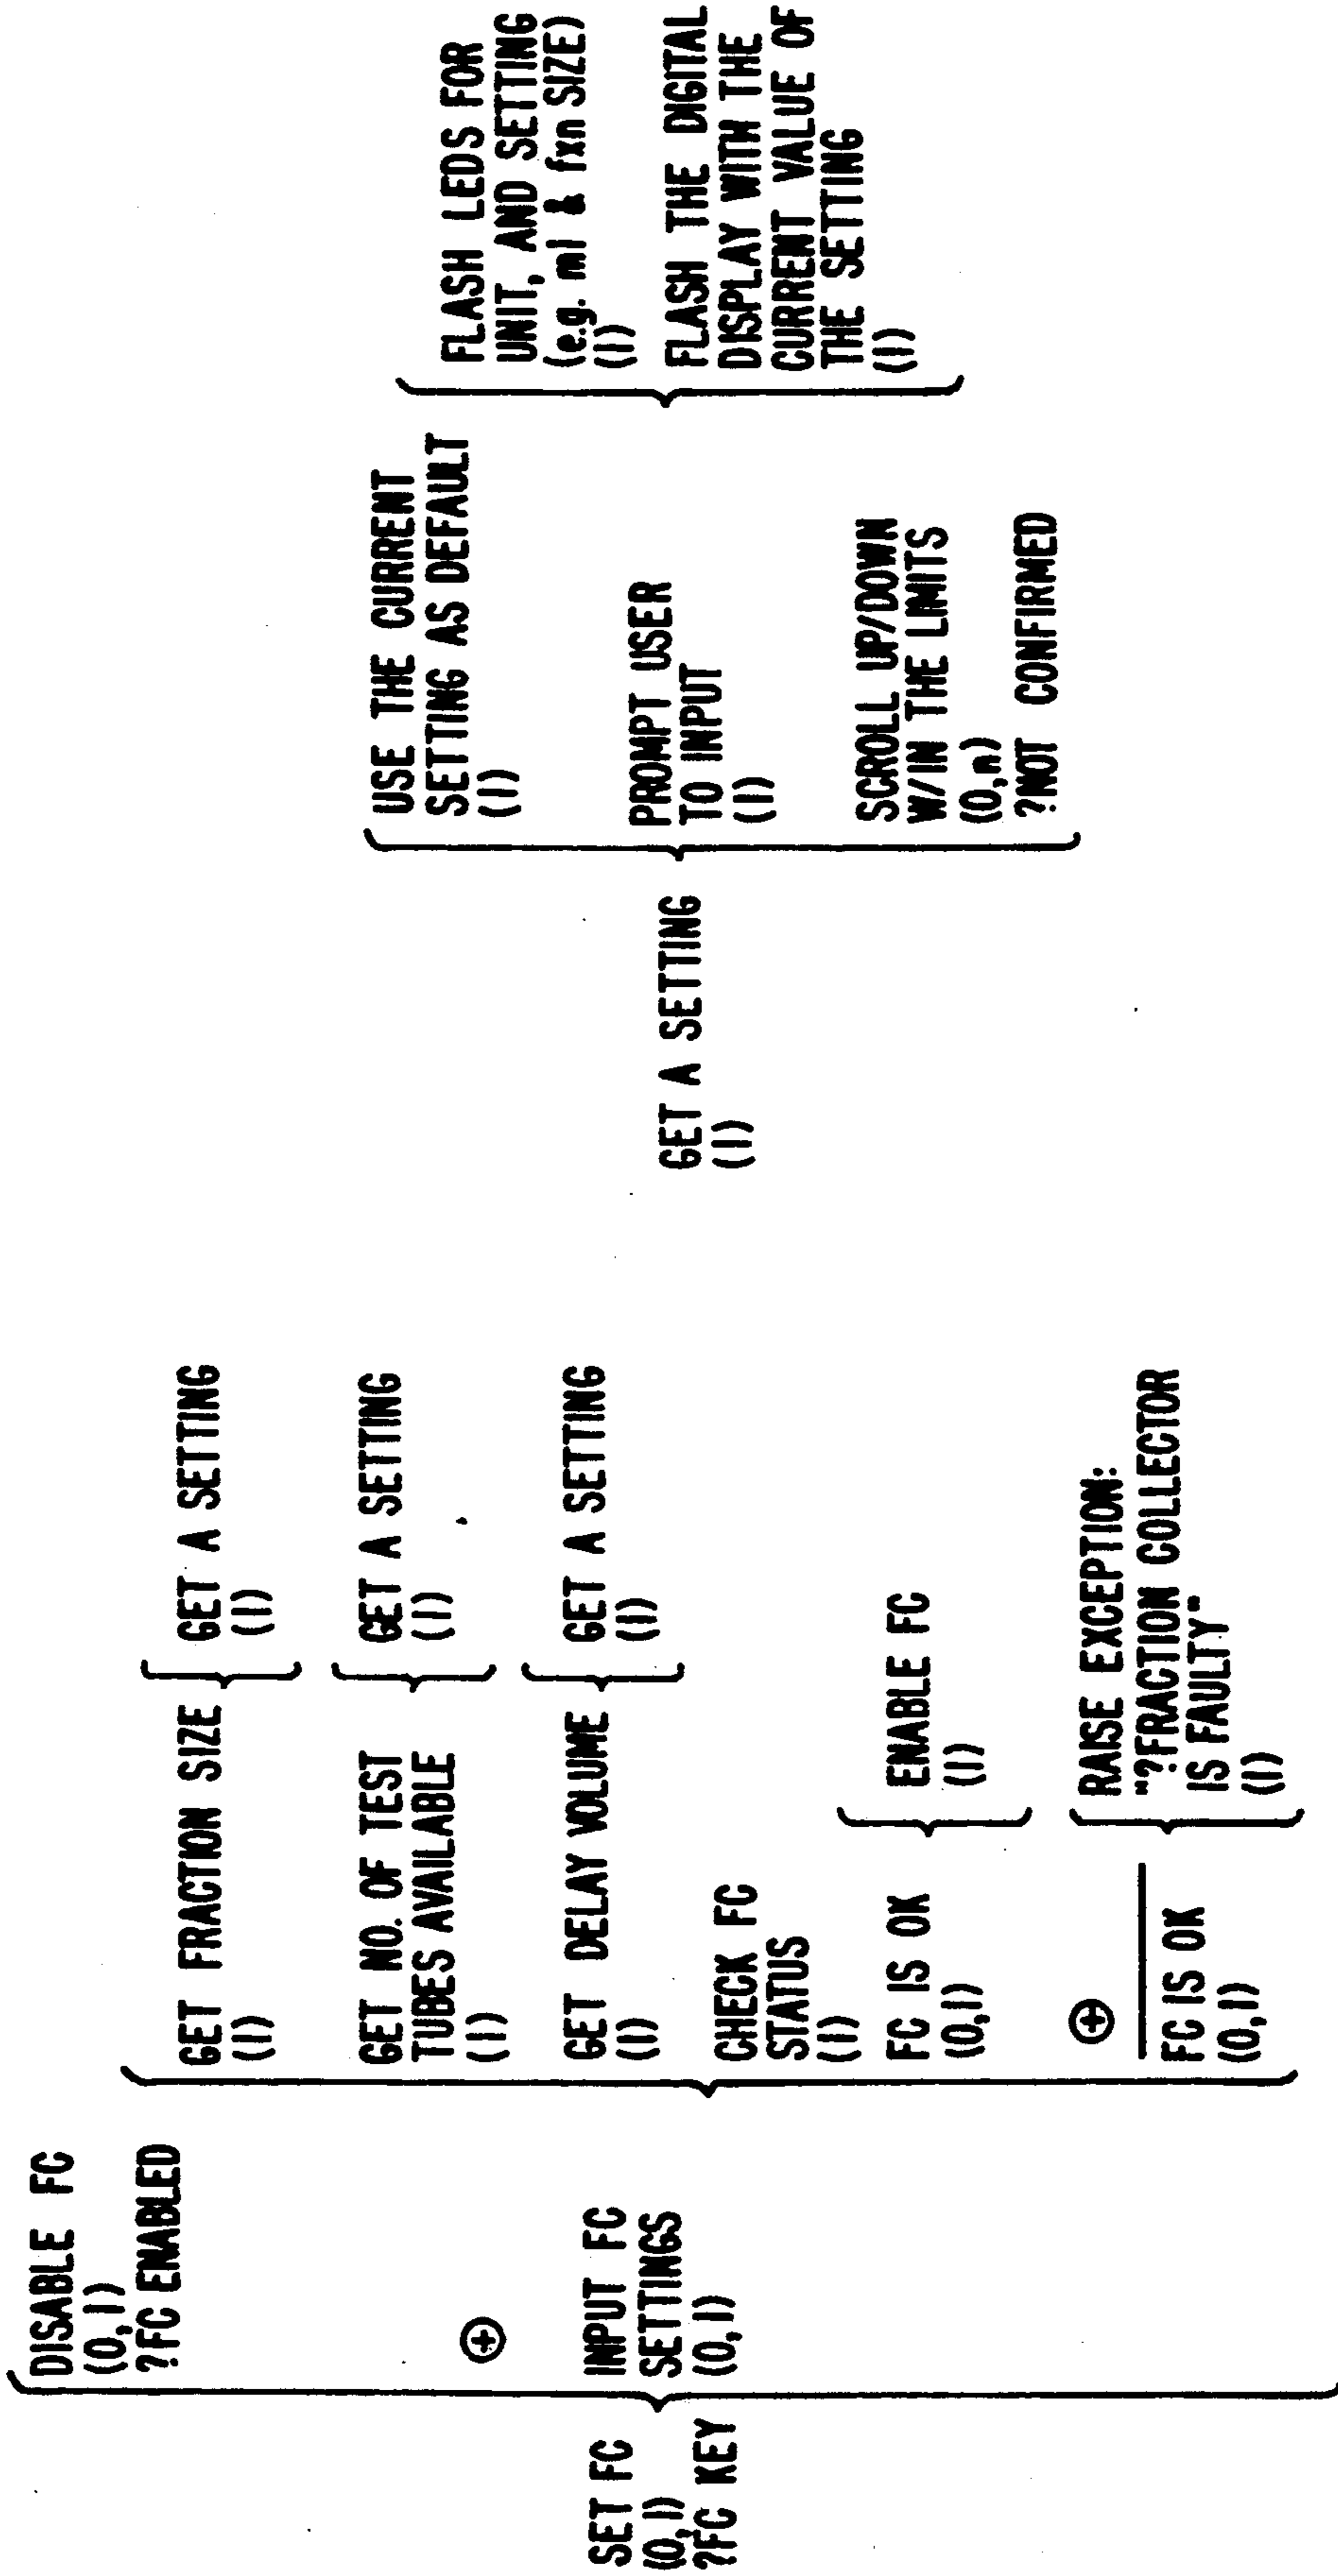 SET FC
(0,1)
?FC KEY
DISABLE FC
(0,1)
?FC ENABLED
⊕
INPUT FC
SETTINGS
(0,1)
GET FRACTION SIZE
(1)
GET A SETTING
(1)
GET NO. OF TEST
TUBES AVAILABLE
(1)
GET A SETTING
(1)
GET DELAY VOLUME
(1)
GET A SETTING
(1)
CHECK FC
STATUS
(1)
FC IS OK
(0,1)
ENABLE FC
(1)
⊕
FC IS OK
(0,1)
RAISE EXCEPTION:
"?FRACTION COLLECTOR
IS FAULTY"
(1)
GET A SETTING
(1)
USE THE CURRENT
SETTING AS DEFAULT
(1)
PROMPT USER
TO INPUT
(1)
SCROLL UP/DOWN
W/IN THE LIMITS
(0,n)
?NOT CONFIRMED
FLASH LEDS FOR
UNIT, AND SETTING
(e.g. ml & fxn SIZE)
(1)
FLASH THE DIGITAL
DISPLAY WITH THE
CURRENT VALUE OF
THE SETTING
(1)